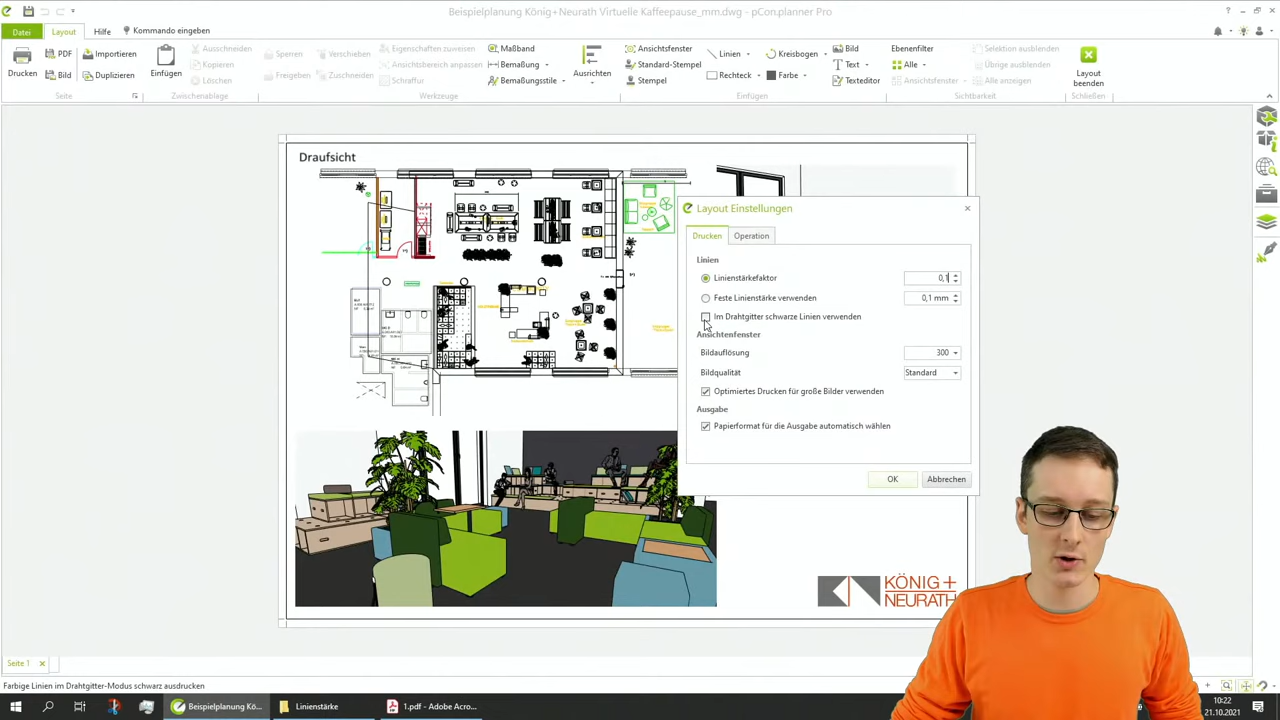 Beispielplanung König+Neurath Virtuelle Kaffeepause_mm.dwg - pCon.planner Pro
Datei Layout Hilfe Kommando eingeben
Drucken PDF Bild Importieren Duplizieren
Seite
Einfügen Ausschneiden Kopieren Löschen
Zwischenablage
Sperren Freigeben Verschieben Zuschneiden Eigenschaften zuweisen Ansichtsbereich anpassen Schraffur Maßband Bemaßung Bemaßungsstile Ausrichten
Werkzeuge
Ansichtsfenster Standard-Stempel Stempel Linien Rechteck Kreisbogen Farbe Bild Text Texteditor
Einfügen
Ebenenfilter Alle Ansichtsfenster Selektion ausblenden Übrige ausblenden Alle anzeigen
Sichtbarkeit
Layout beenden
Schließen
Draufsicht
Layout Einstellungen
Drucken Operation
Linien
Linienstärkefaktor 0,1
Feste Linienstärke verwenden 0,1 mm
Im Drahtgitter schwarze Linien verwenden
Ansichtenfenster
Bildauflösung 300
Bildqualität Standard
Optimiertes Drucken für große Bilder verwenden
Ausgabe
Papierformat für die Ausgabe automatisch wählen
OK Abbrechen
KÖNIG+
NEURATH
Seite 1
Farbige Linien im Drahtgitter-Modus schwarz ausdrucken
Beispielplanung Kö... Linienstärke 1.pdf - Adobe Acro...
10:22
21.10.2021